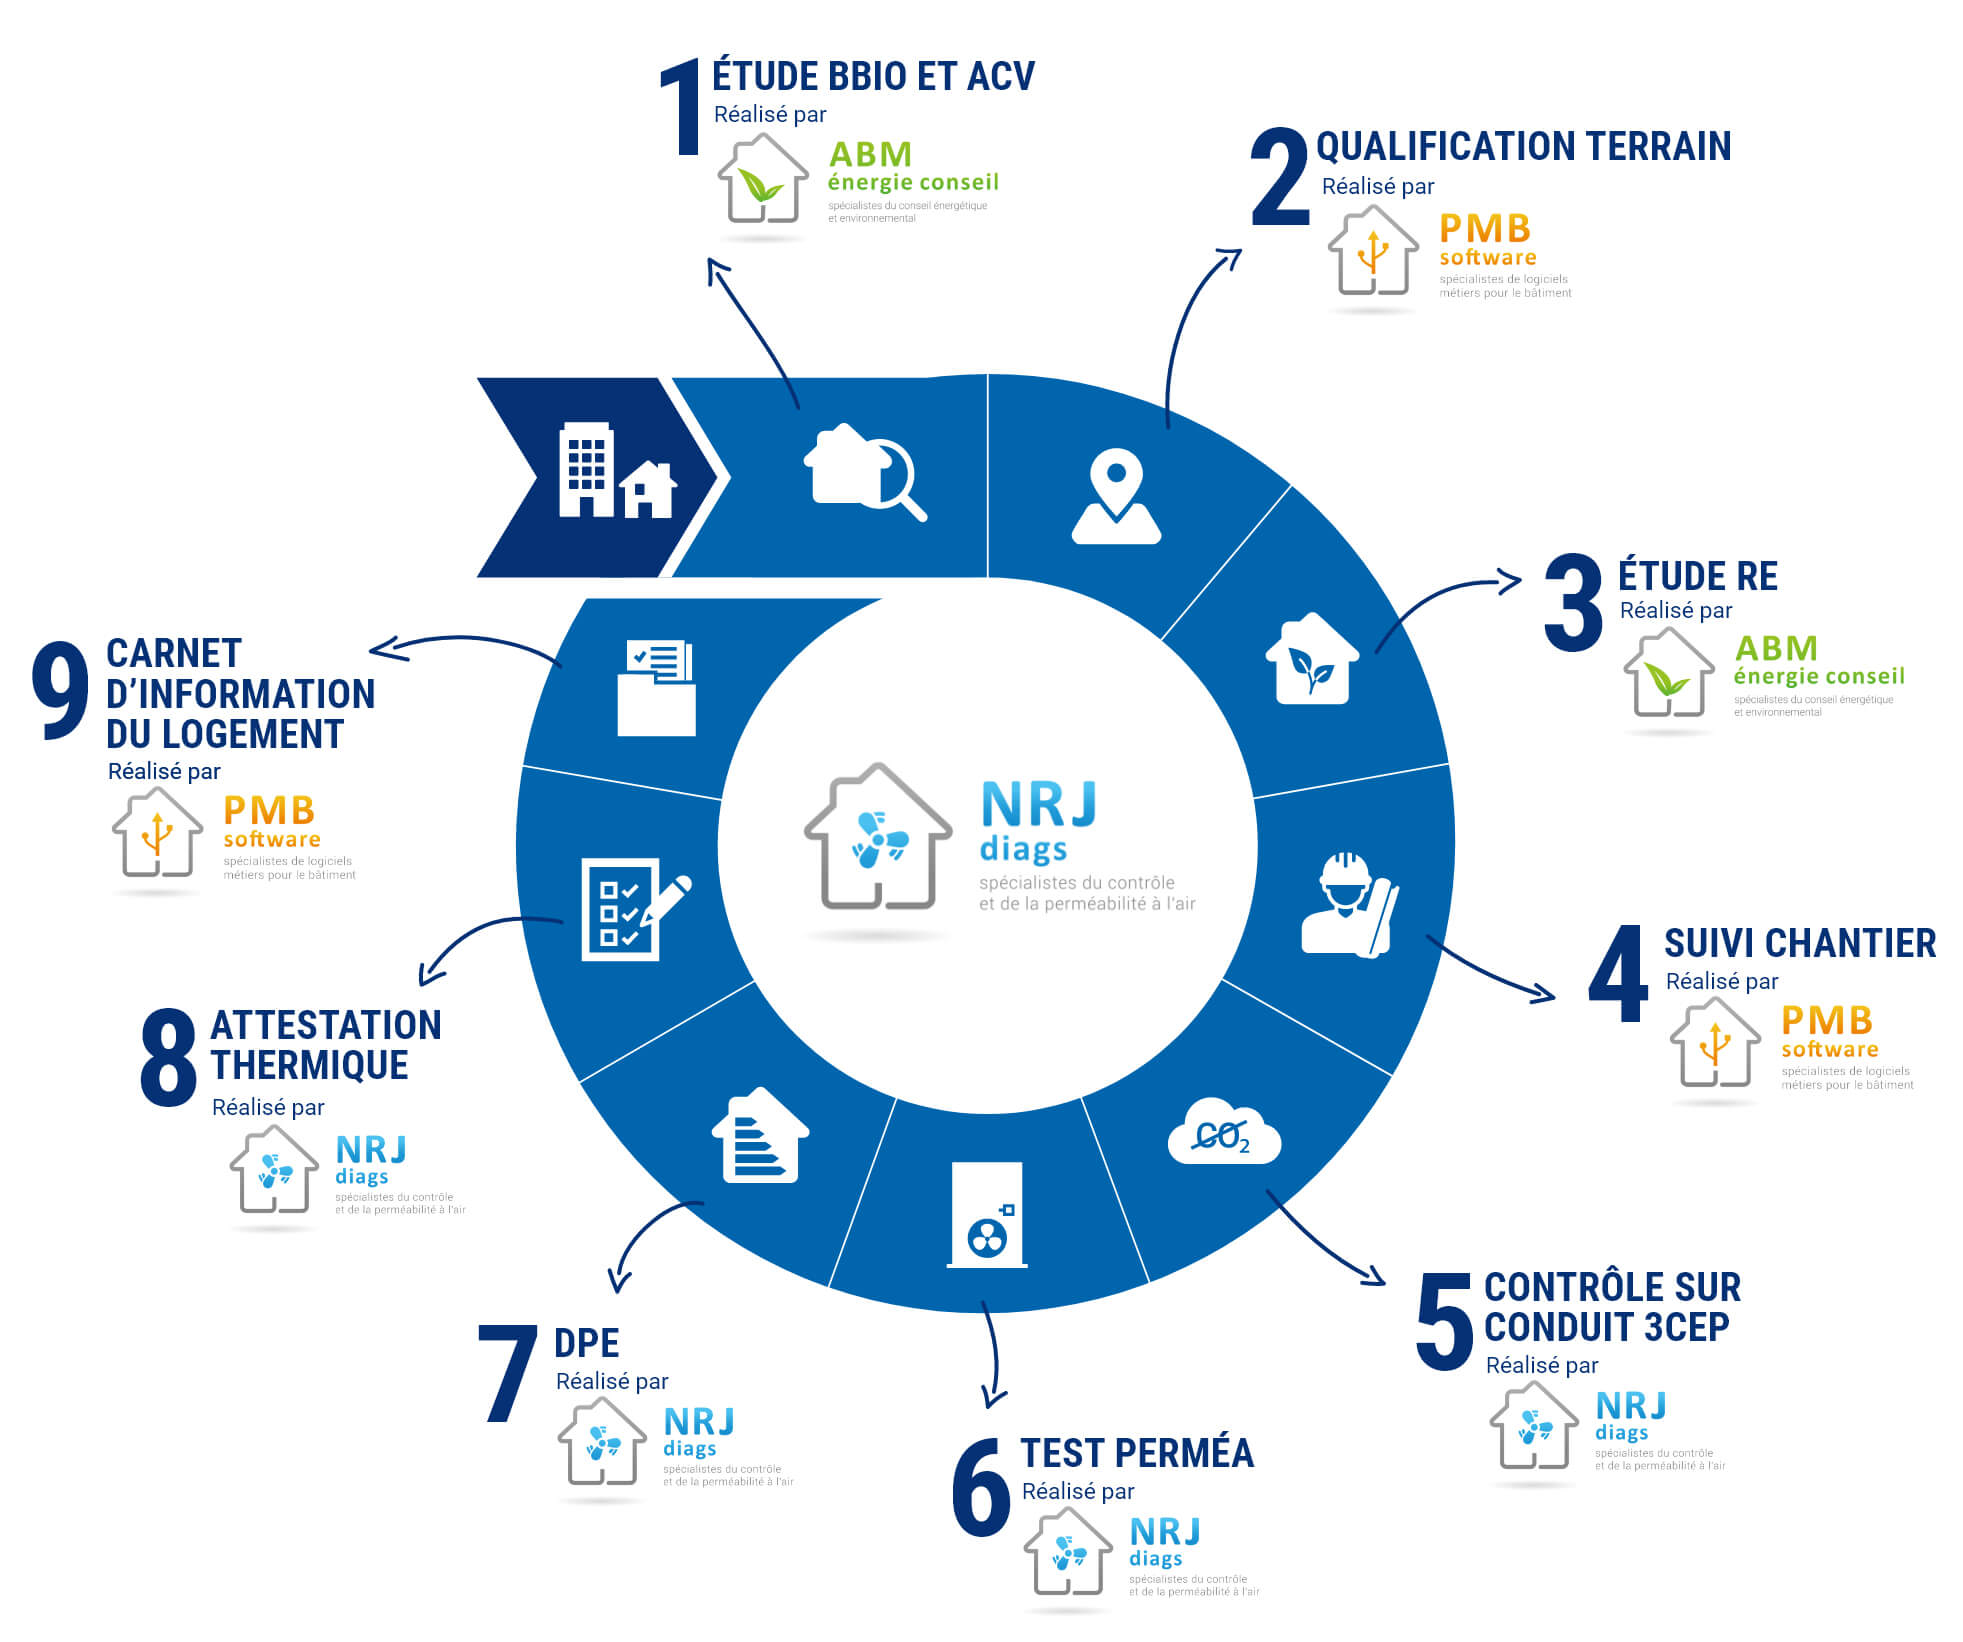 1
ÉTUDE BBIO ET ACV
Réalisé par
ABM
énergie conseil
spécialistes du conseil énergétique
et environnemental
2
QUALIFICATION TERRAIN
Réalisé par
PMB
software
spécialistes de logiciels
métiers pour le bâtiment
3
ÉTUDE RE
Réalisé par
ABM
énergie conseil
spécialistes du conseil énergétique
et environnemental
4
SUIVI CHANTIER
Réalisé par
PMB
software
spécialistes de logiciels
métiers pour le bâtiment
5
CONTRÔLE SUR
CONDUIT 3CEP
Réalisé par
NRJ
diags
spécialistes du contrôle
et de la perméabilité à l'air
6
TEST PERMÉA
Réalisé par
NRJ
diags
spécialistes du contrôle
et de la perméabilité à l'air
7
DPE
Réalisé par
NRJ
diags
spécialistes du contrôle
et de la perméabilité à l'air
8
ATTESTATION
THERMIQUE
Réalisé par
NRJ
diags
spécialistes du contrôle
et de la perméabilité à l'air
9
CARNET
D'INFORMATION
DU LOGEMENT
Réalisé par
PMB
software
spécialistes de logiciels
métiers pour le bâtiment
NRJ
diags
spécialistes du contrôle
et de la perméabilité à l'air
CO2